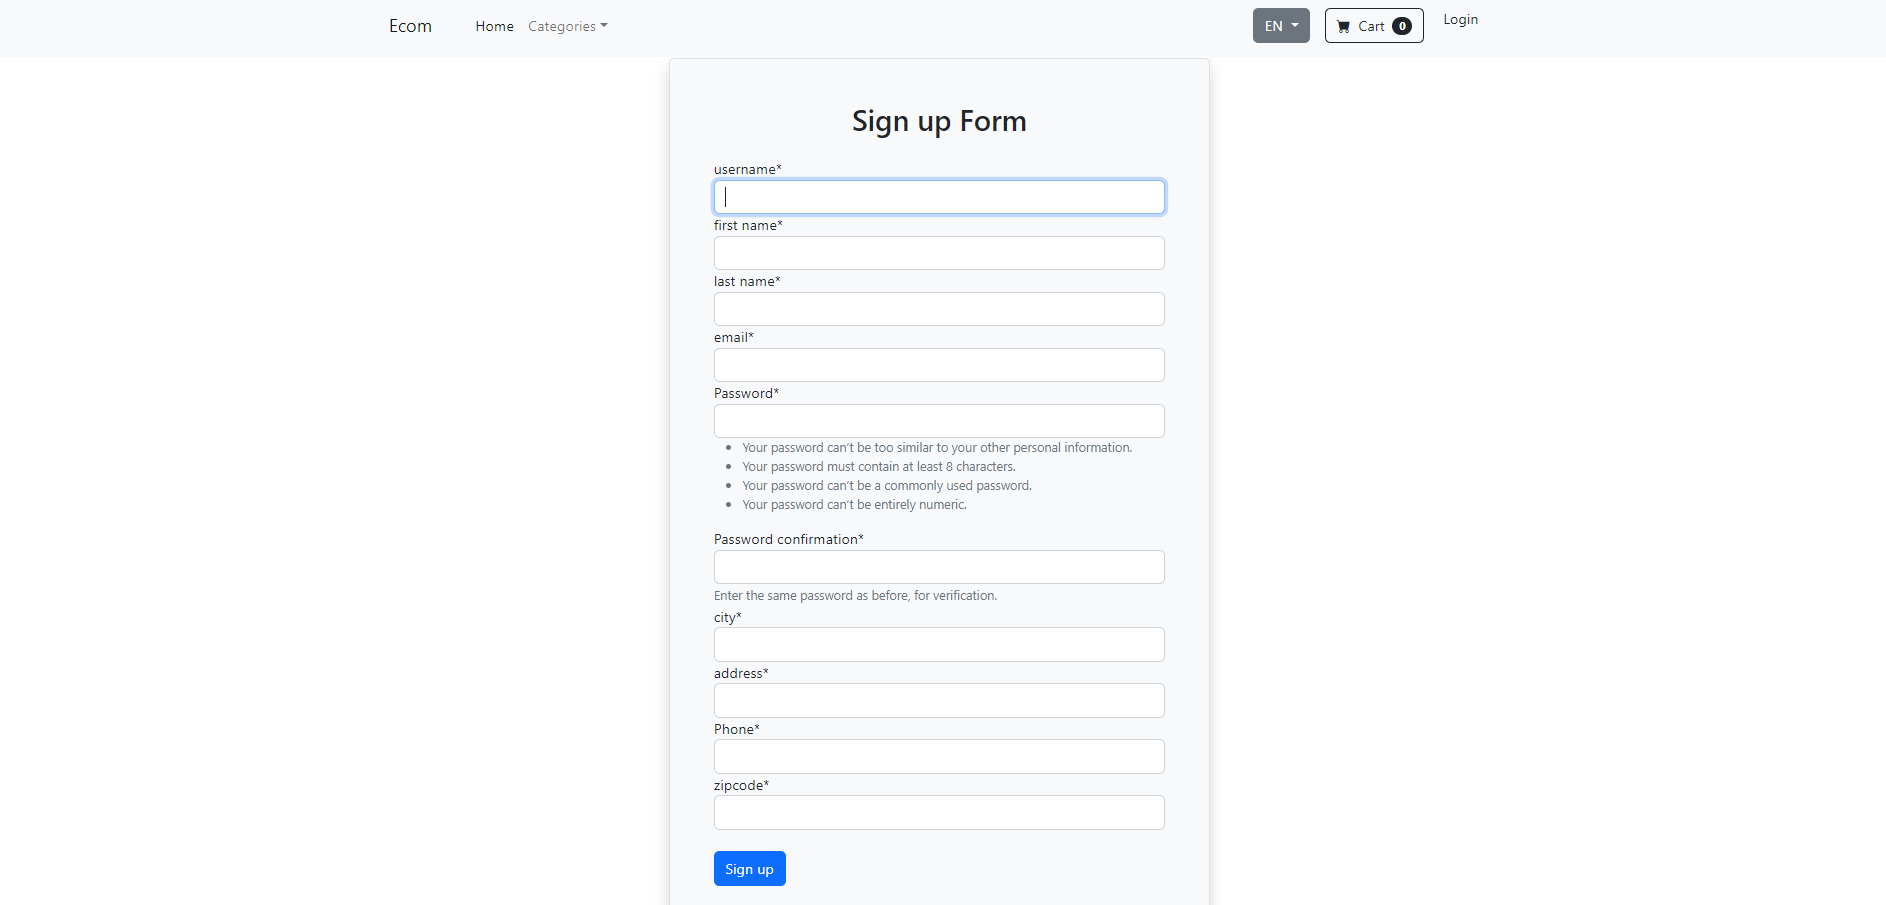 Ecom Home Categories EN Cart 0 Login
Sign up Form
username*
first name*
last name*
email*
Password*
Your password can’t be too similar to your other personal information.
Your password must contain at least 8 characters.
Your password can’t be a commonly used password.
Your password can’t be entirely numeric.
Password confirmation*
Enter the same password as before, for verification.
city*
address*
Phone*
zipcode*
Sign up